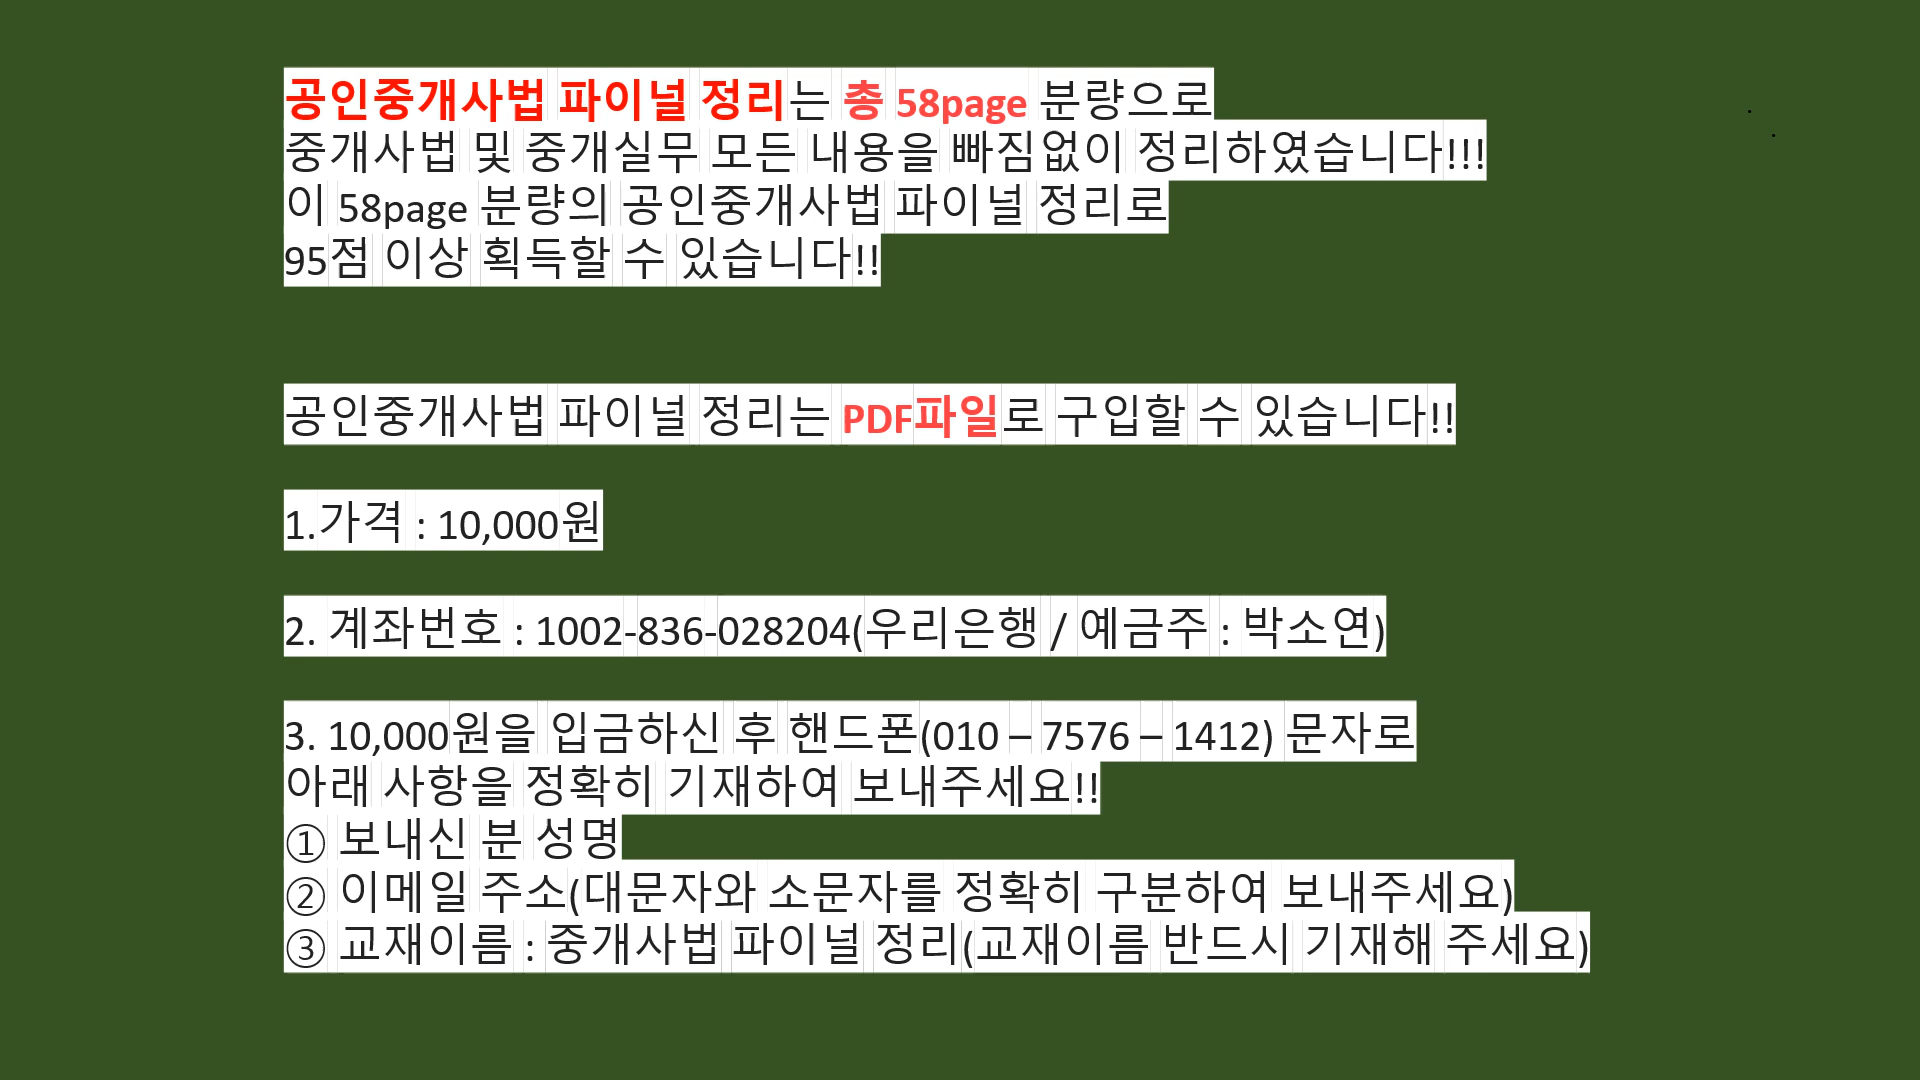 공인중개사법 파이널 정리는 총 58page 분량으로
중개사법 및 중개실무 모든 내용을 빠짐없이 정리하였습니다!!!
이 58page 분량의 공인중개사법 파이널 정리로
95점 이상 획득할 수 있습니다!!
공인중개사법 파이널 정리는 PDF파일로 구입할 수 있습니다!!
1.가격 : 10,000원
2. 계좌번호 : 1002-836-028204(우리은행 / 예금주 : 박소연)
3. 10,000원을 입금하신 후 핸드폰(010 – 7576 – 1412) 문자로
아래 사항을 정확히 기재하여 보내주세요!!
① 보내신 분 성명
② 이메일 주소(대문자와 소문자를 정확히 구분하여 보내주세요)
③ 교재이름 : 중개사법 파이널 정리(교재이름 반드시 기재해 주세요)